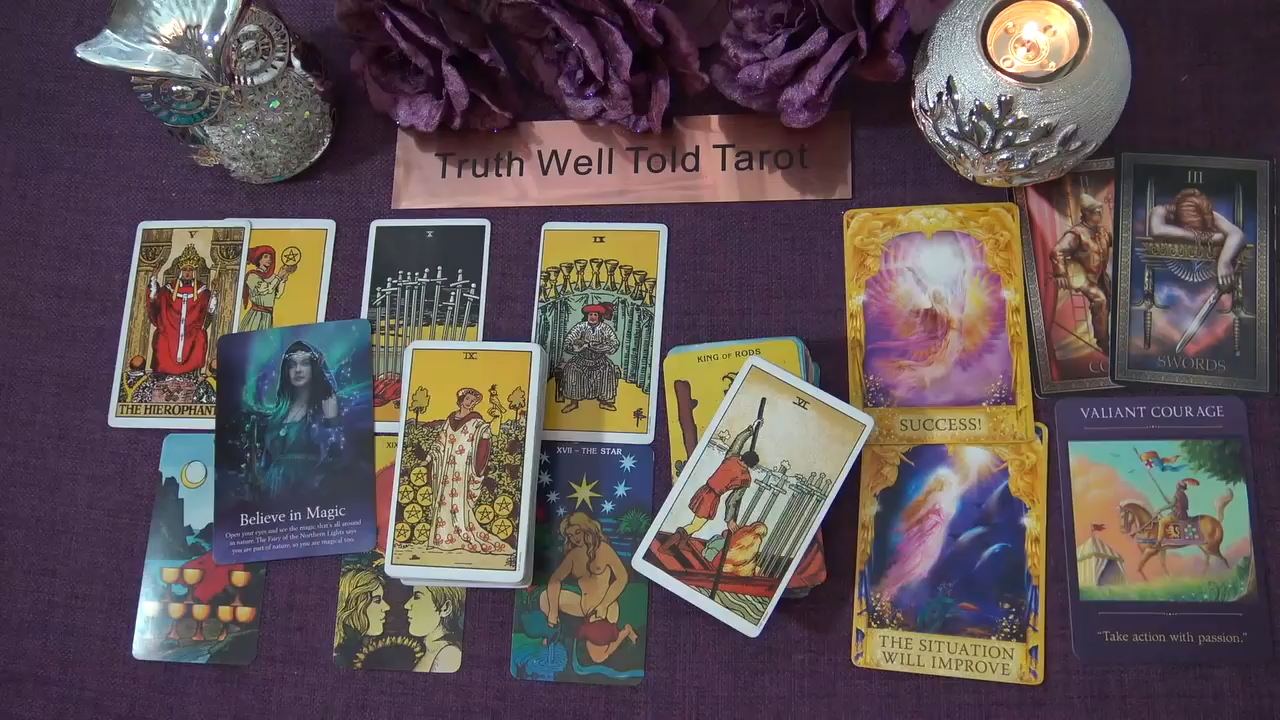 Truth Well Told Tarot
V
X
IX
III
SWORDS
THE HIEROPHANT
IX
KING OF RODS
VI
SUCCESS!
CO
VALIANT COURAGE
XVII – THE STAR
XIX
Believe in Magic
Open your eyes and see the magic that's all around
in nature. The Fairy of the Northern Lights says
you are part of nature, so you are magical too.
THE SITUATION
WILL IMPROVE
"Take action with passion."